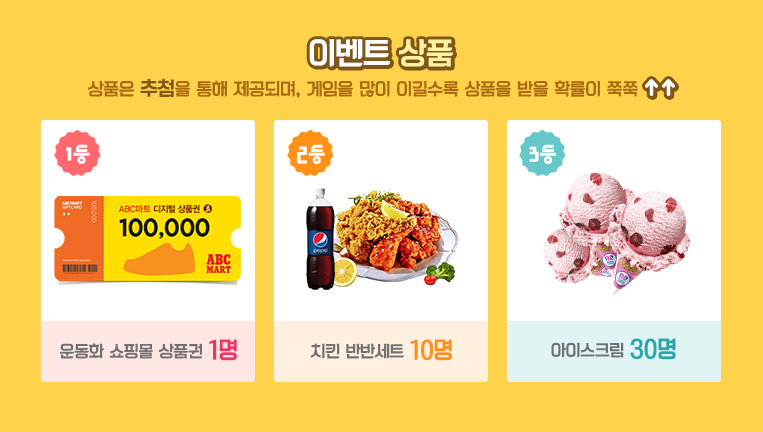 이벤트 상품
상품은 추첨을 통해 제공되며, 게임을 많이 이길수록 상품을 받을 확률이 쭉쭉
1등
ABCMART
GIFTCARD
100,000
ABC마트 디지털 상품권
100,000
ABC
MART
운동화 쇼핑몰 상품권 1명
2등
pepsi
치킨 반반세트 10명
3등
아이스크림 30명